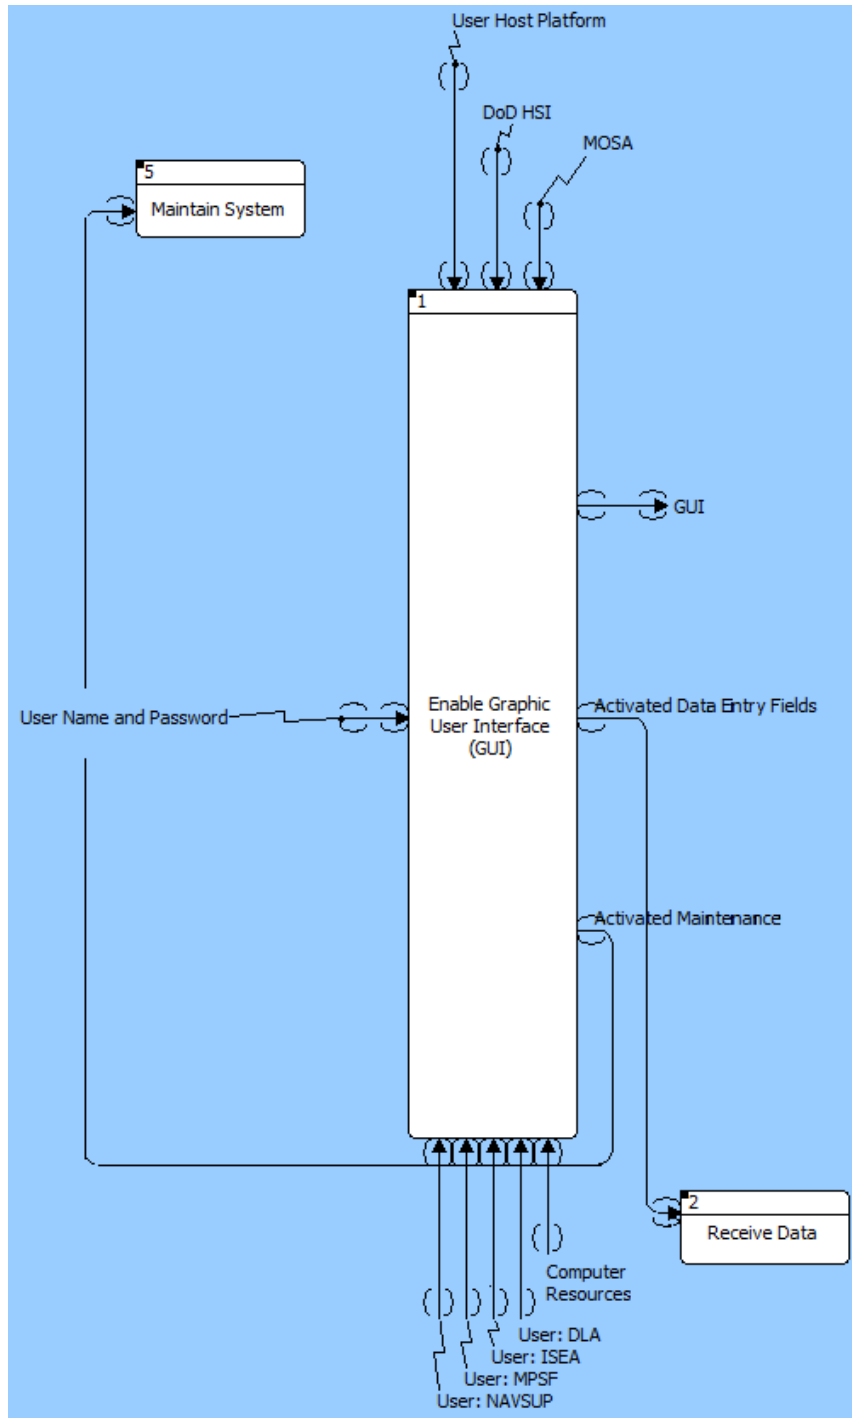 User Host Platform
DoD HSI
MOSA
5
Maintain System
1
GUI
Enable Graphic
User Interface
(GUI)
User Name and Password
Activated Data Entry Fields
Activated Maintenance
2
Receive Data
Computer
Resources
User: DLA
User: ISEA
User: MPSF
User: NAVSUP